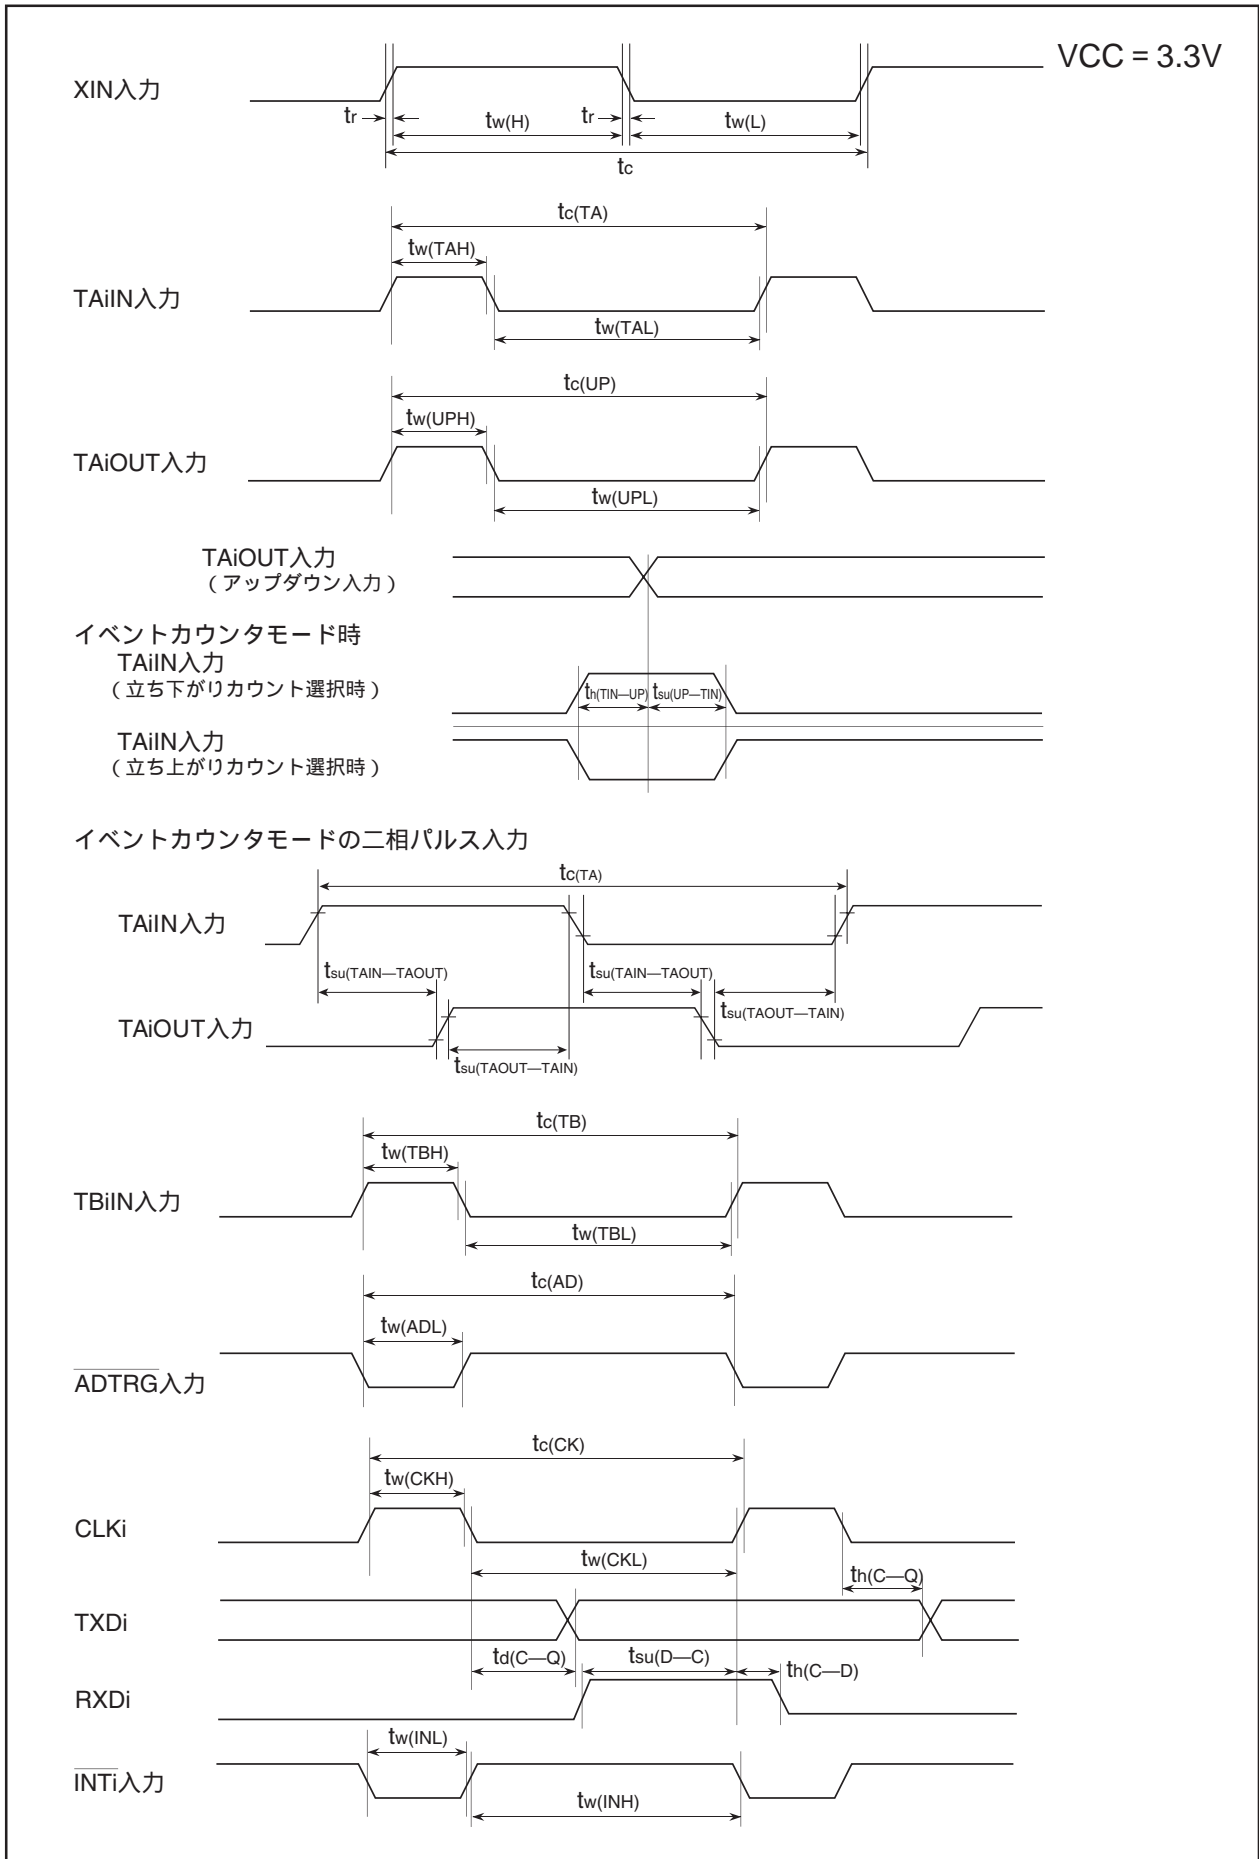 VCC = 3.3V
XIN入力
tr
tw(H)
tr
tw(L)
tc
tc(TA)
tw(TAH)
TAiIN入力
tw(TAL)
tc(UP)
tw(UPH)
TAiOUT入力
tw(UPL)
TAiOUT入力
(アップダウン入力)
イベントカウンタモード時
TAiIN入力
(立ち下がりカウント選択時)
th(TIN—UP)
tsu(UP—TIN)
TAiIN入力
(立ち上がりカウント選択時)
イベントカウンタモードの二相パルス入力
tc(TA)
TAiIN入力
tsu(TAIN—TAOUT)
tsu(TAIN—TAOUT)
tsu(TAOUT—TAIN)
TAiOUT入力
tsu(TAOUT—TAIN)
tc(TB)
tw(TBH)
TBiIN入力
tw(TBL)
tc(AD)
tw(ADL)
ADTRG入力
tc(CK)
tw(CKH)
CLKi
tw(CKL)
th(C—Q)
TXDi
td(C—Q)
tsu(D—C)
th(C—D)
RXDi
tw(INL)
INTi入力
tw(INH)